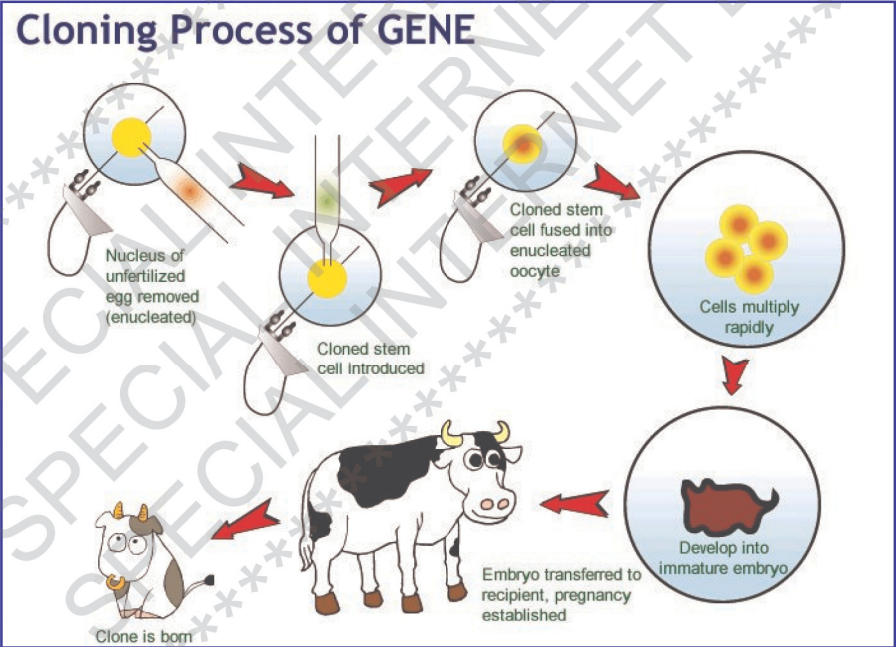 Cloning Process of GENE
Nucleus of
unfertilized
egg removed
(enucleated)
Cloned stem
cell introduced
Cloned stem
cell fused into
enucleated
oocyte
Cells multiply
rapidly
Develop into
immature embryo
Embryo transferred to
recipient, pregnancy
established
Clone is born
ECIAL INTERNET
SPECIAL INTERNET
SPECIAL INTERNET